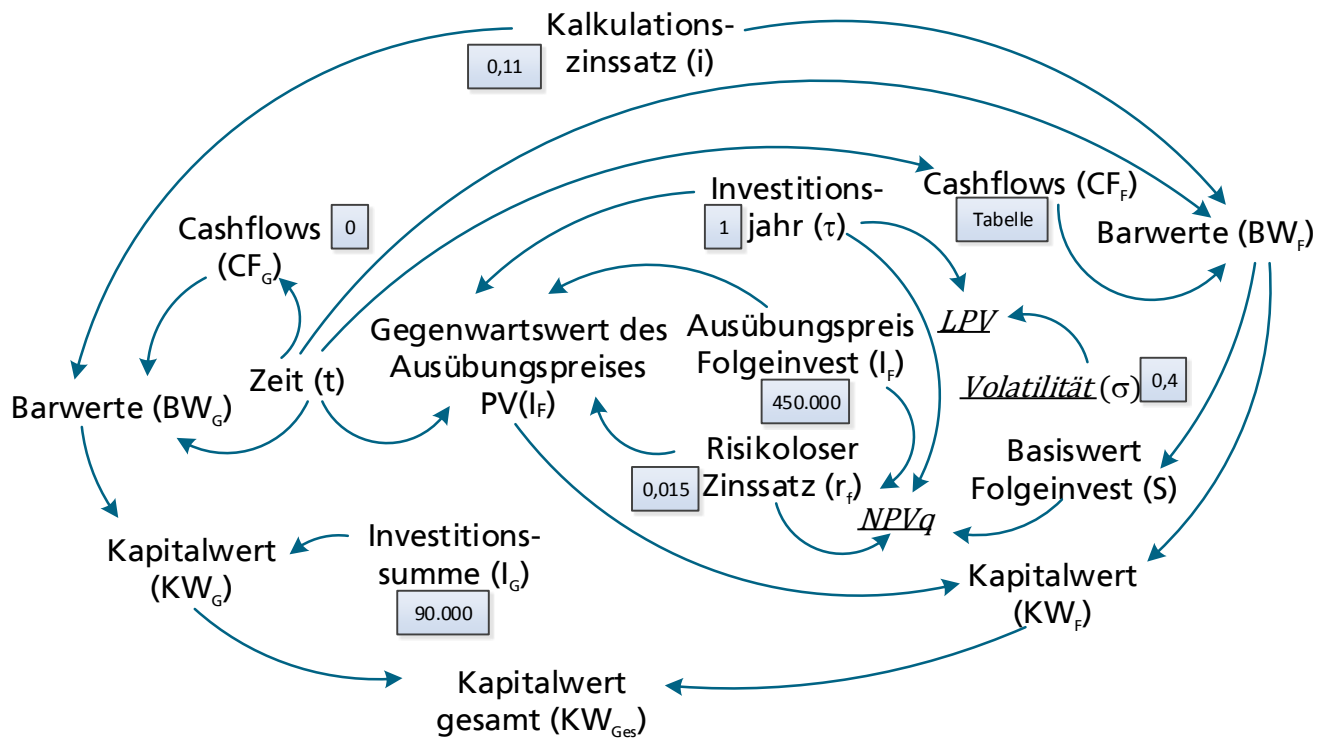 Kalkulations-
zinssatz (i)
0,11
Cashflows
(CF_G)
0
Investitions-
jahr (τ)
1
Cashflows (CF_F)
Tabelle
Barwerte (BW_F)
Gegenwartswert des
Ausübungspreises
PV(I_F)
Ausübungspreis
Folgeinvest (I_F)
450.000
LPV
Volatilität (σ)
0,4
Zeit (t)
Barwerte (BW_G)
Risikoloser
Zinssatz (r_f)
0,015
Basiswert
Folgeinvest (S)
NPVq
Kapitalwert
(KW_G)
Investitions-
summe (I_G)
90.000
Kapitalwert
(KW_F)
Kapitalwert
gesamt (KW_Ges)